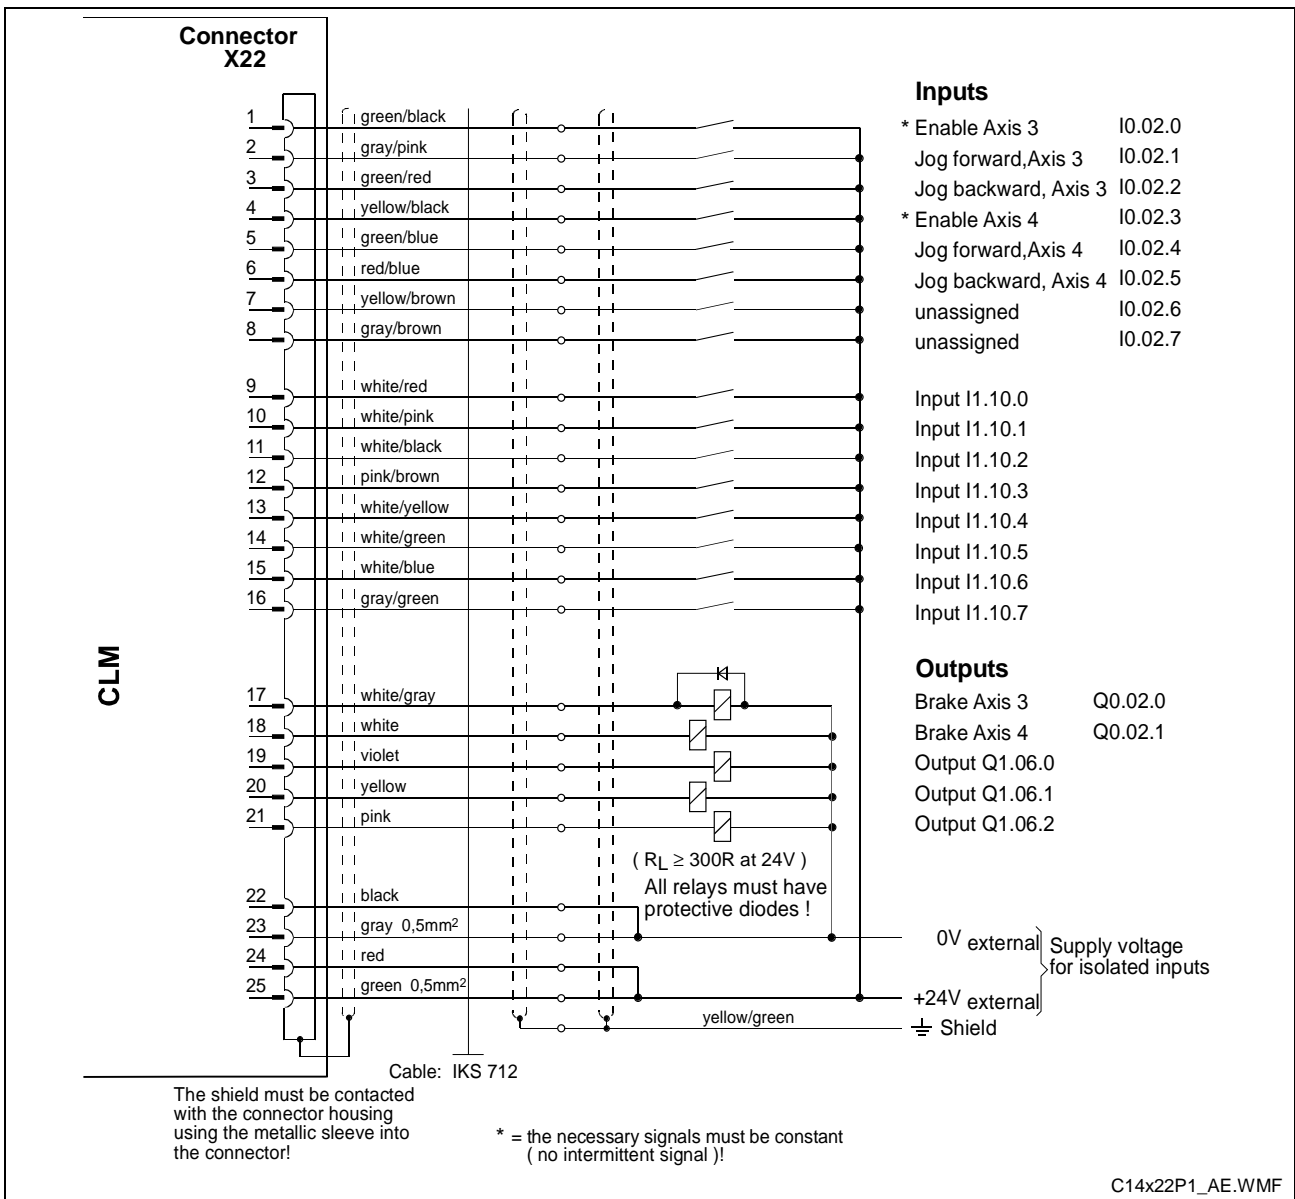 Connector
X22
Inputs
1 green/black * Enable Axis 3 I0.02.0
2 gray/pink Jog forward,Axis 3 I0.02.1
3 green/red Jog backward, Axis 3 I0.02.2
4 yellow/black * Enable Axis 4 I0.02.3
5 green/blue Jog forward,Axis 4 I0.02.4
6 red/blue Jog backward, Axis 4 I0.02.5
7 yellow/brown unassigned I0.02.6
8 gray/brown unassigned I0.02.7
9 white/red Input I1.10.0
10 white/pink Input I1.10.1
11 white/black Input I1.10.2
12 pink/brown Input I1.10.3
13 white/yellow Input I1.10.4
14 white/green Input I1.10.5
15 white/blue Input I1.10.6
16 gray/green Input I1.10.7
CLM
Outputs
17 white/gray Brake Axis 3 Q0.02.0
18 white Brake Axis 4 Q0.02.1
19 violet Output Q1.06.0
20 yellow Output Q1.06.1
21 pink Output Q1.06.2
( RL ≥ 300R at 24V )
All relays must have
protective diodes !
22 black
23 gray 0,5mm² 0V external
24 red
25 green 0,5mm² +24V external
Supply voltage
for isolated inputs
yellow/green Shield
Cable: IKS 712
The shield must be contacted
with the connector housing
using the metallic sleeve into
the connector!
* = the necessary signals must be constant
( no intermittent signal )!
C14x22P1_AE.WMF